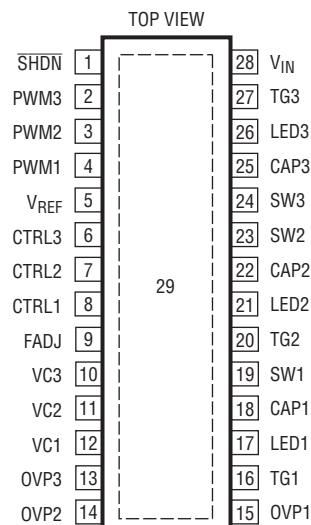 TOP VIEW
SHDN 1
PWM3 2
PWM2 3
PWM1 4
VREF 5
CTRL3 6
CTRL2 7
CTRL1 8
FADJ 9
VC3 10
VC2 11
VC1 12
OVP3 13
OVP2 14
29
28 VIN
27 TG3
26 LED3
25 CAP3
24 SW3
23 SW2
22 CAP2
21 LED2
20 TG2
19 SW1
18 CAP1
17 LED1
16 TG1
15 OVP1